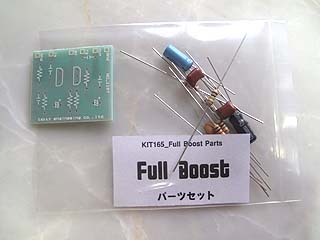 KIT165_Full Boost Parts
Full Boost
パーツセット